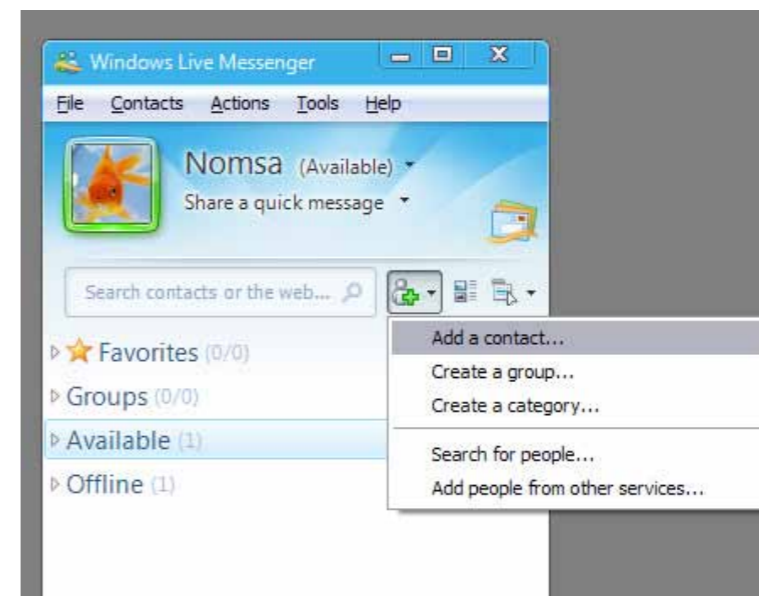 Windows Live Messenger
File Contacts Actions Tools Help
Nomsa (Available)
Share a quick message
Search contacts or the web...
Favorites (0/0)
Groups (0/0)
Available (1)
Offline (1)
Add a contact...
Create a group...
Create a category...
Search for people...
Add people from other services...